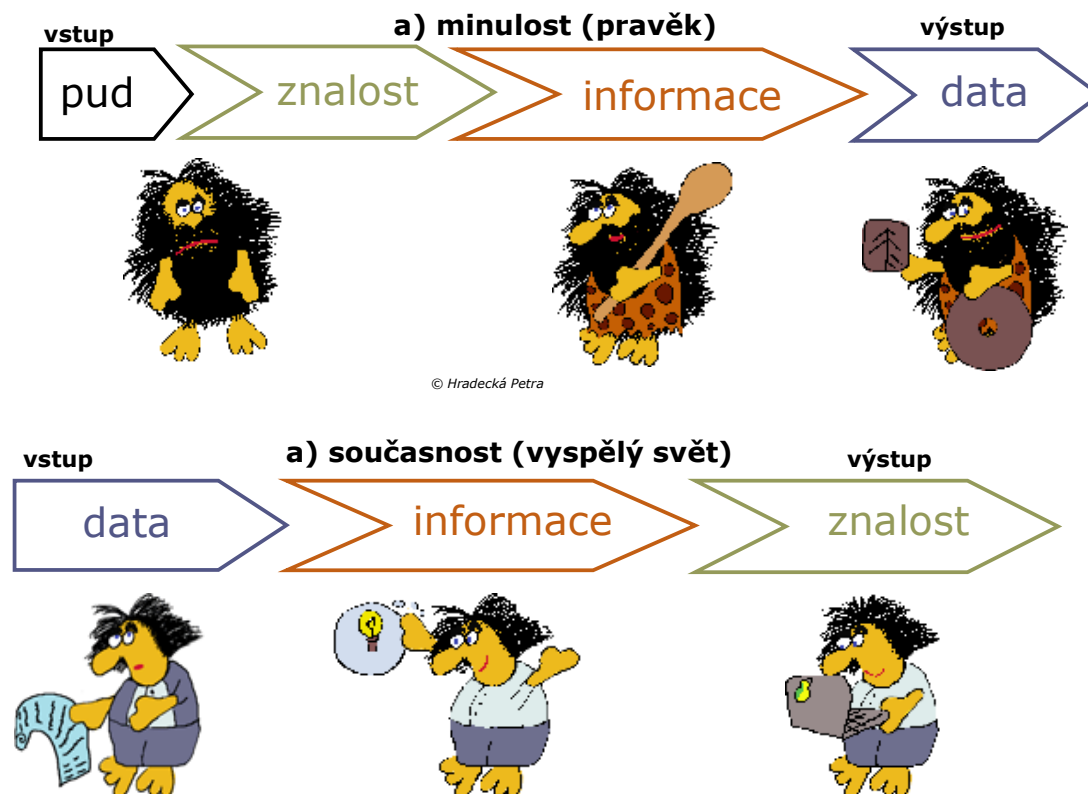 vstup
a) minulost (pravěk)
výstup
pud
znalost
informace
data
© Hradecká Petra
vstup
a) současnost (vyspělý svět)
výstup
data
informace
znalost